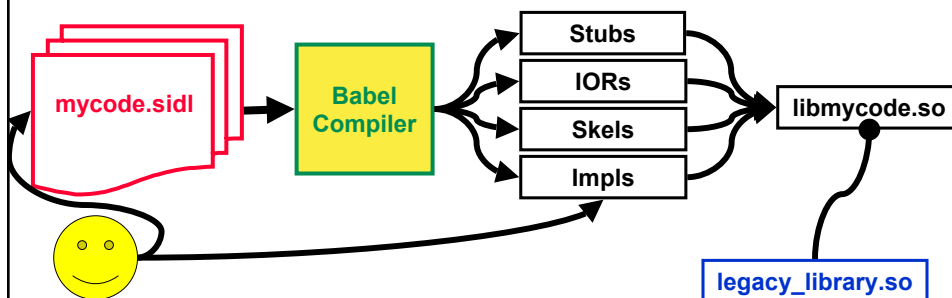 mycode.sidl
Babel
Compiler
Stubs
IORs
Skels
Impls
libmycode.so
legacy_library.so